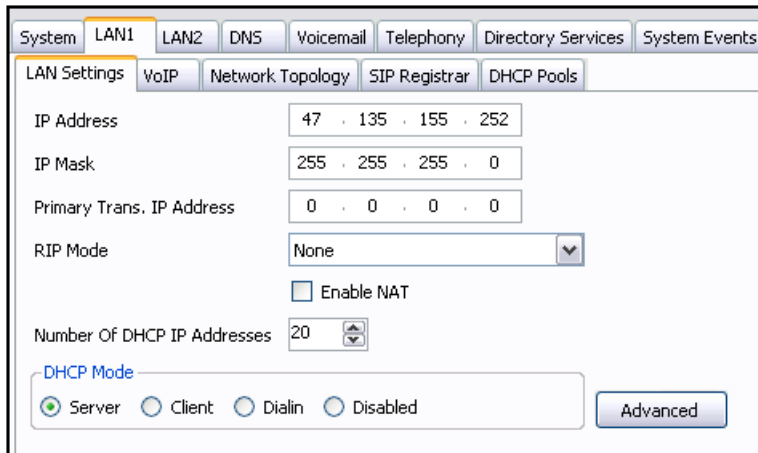 System LAN1 LAN2 DNS Voicemail Telephony Directory Services System Events
LAN Settings VoIP Network Topology SIP Registrar DHCP Pools
IP Address 47 . 135 . 155 . 252
IP Mask 255 . 255 . 255 . 0
Primary Trans. IP Address 0 . 0 . 0 . 0
RIP Mode None
Enable NAT
Number Of DHCP IP Addresses 20
DHCP Mode
Server Client Dialin Disabled Advanced